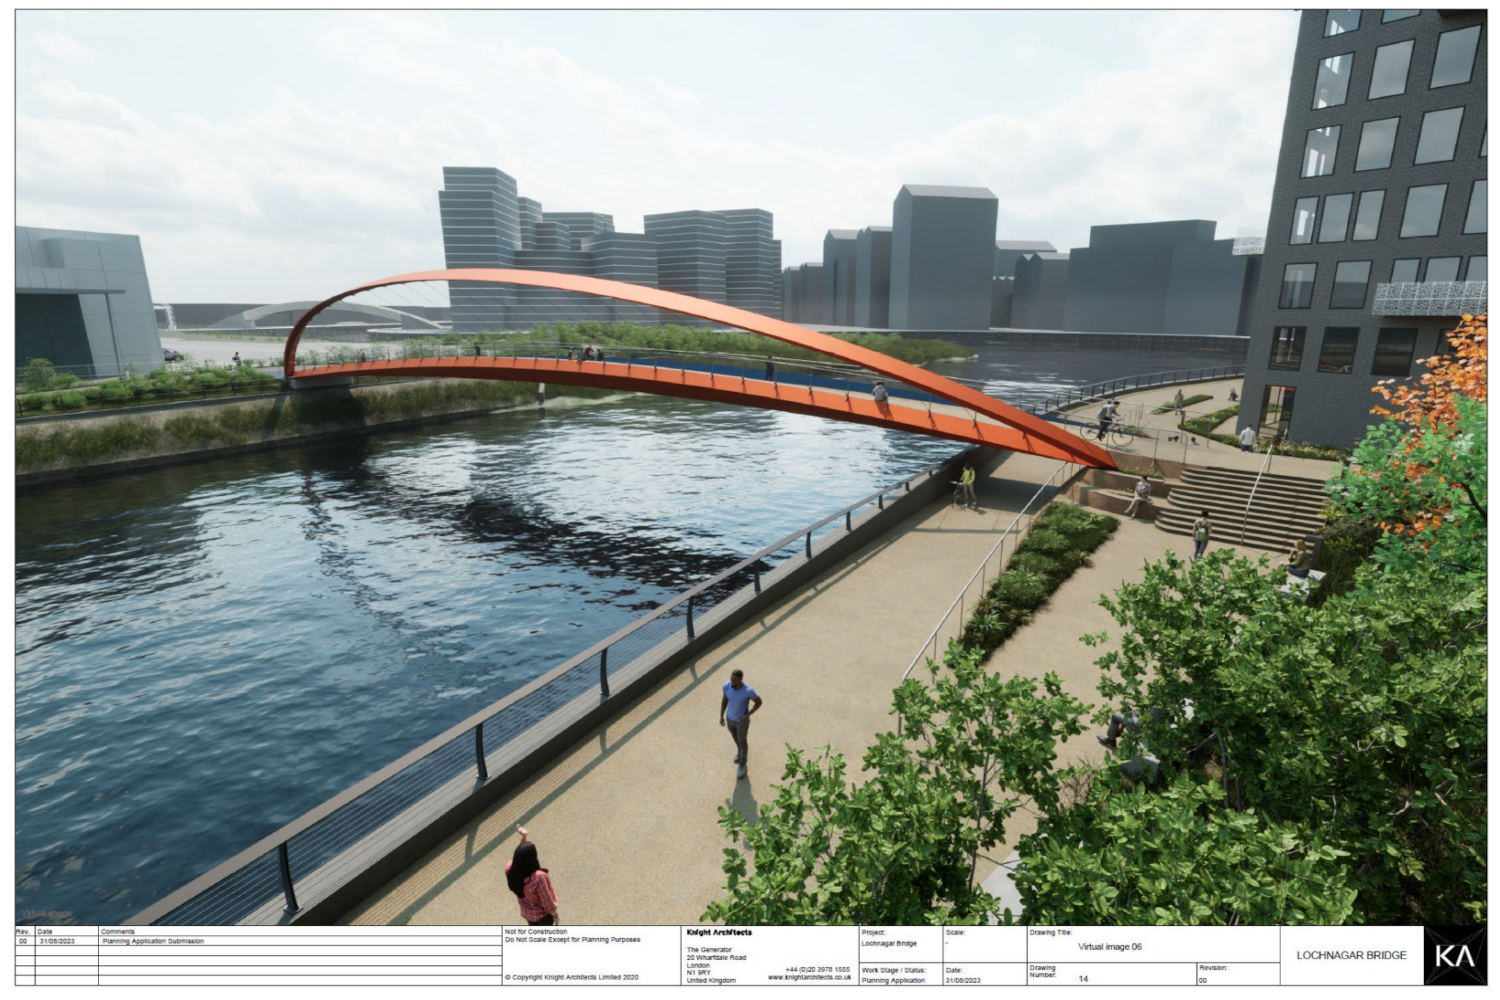 Virtual image
Rev. Date Comments
00 31/08/2023 Planning Application Submission
Not for Construction
Do Not Scale Except for Planning Purposes
© Copyright Knight Architects Limited 2020
Knight Architects
The Generator
20 Wharfdale Road
London
N1 9RY
United Kingdom
+44 (0)20 3978 1555
www.knightarchitects.co.uk
Project:
Lochnagar Bridge
Work Stage / Status:
Planning Application
Scale:
-
Date:
31/08/2023
Drawing Title:
Virtual image 06
Drawing
Number:
14
Revision:
00
LOCHNAGAR BRIDGE
KA